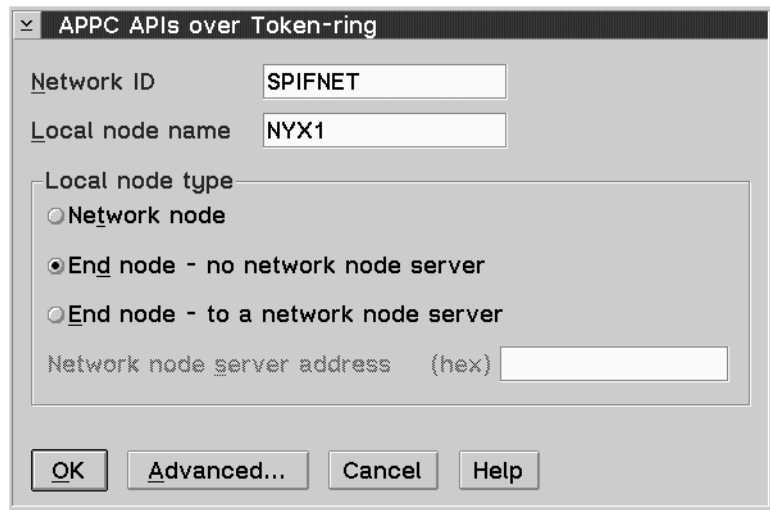 APPC APIs over Token-ring
Network ID SPIFNET
Local node name NYX1
Local node type
Network node
End node - no network node server
End node - to a network node server
Network node server address (hex)
OK Advanced... Cancel Help